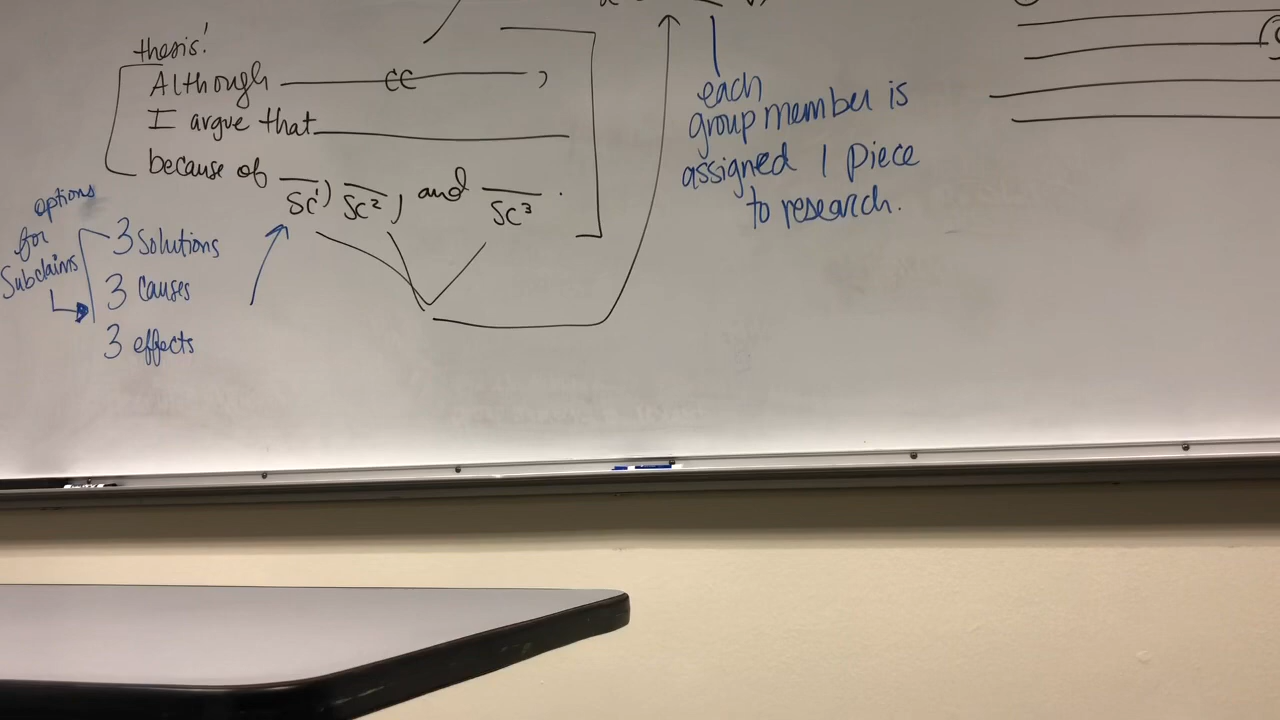 thesis!
Although CC ,
I argue that
because of SC1, SC2, and SC3.
options
for
Subclaims
3 Solutions
3 Causes
3 effects
each
group member is
assigned 1 piece
to research.